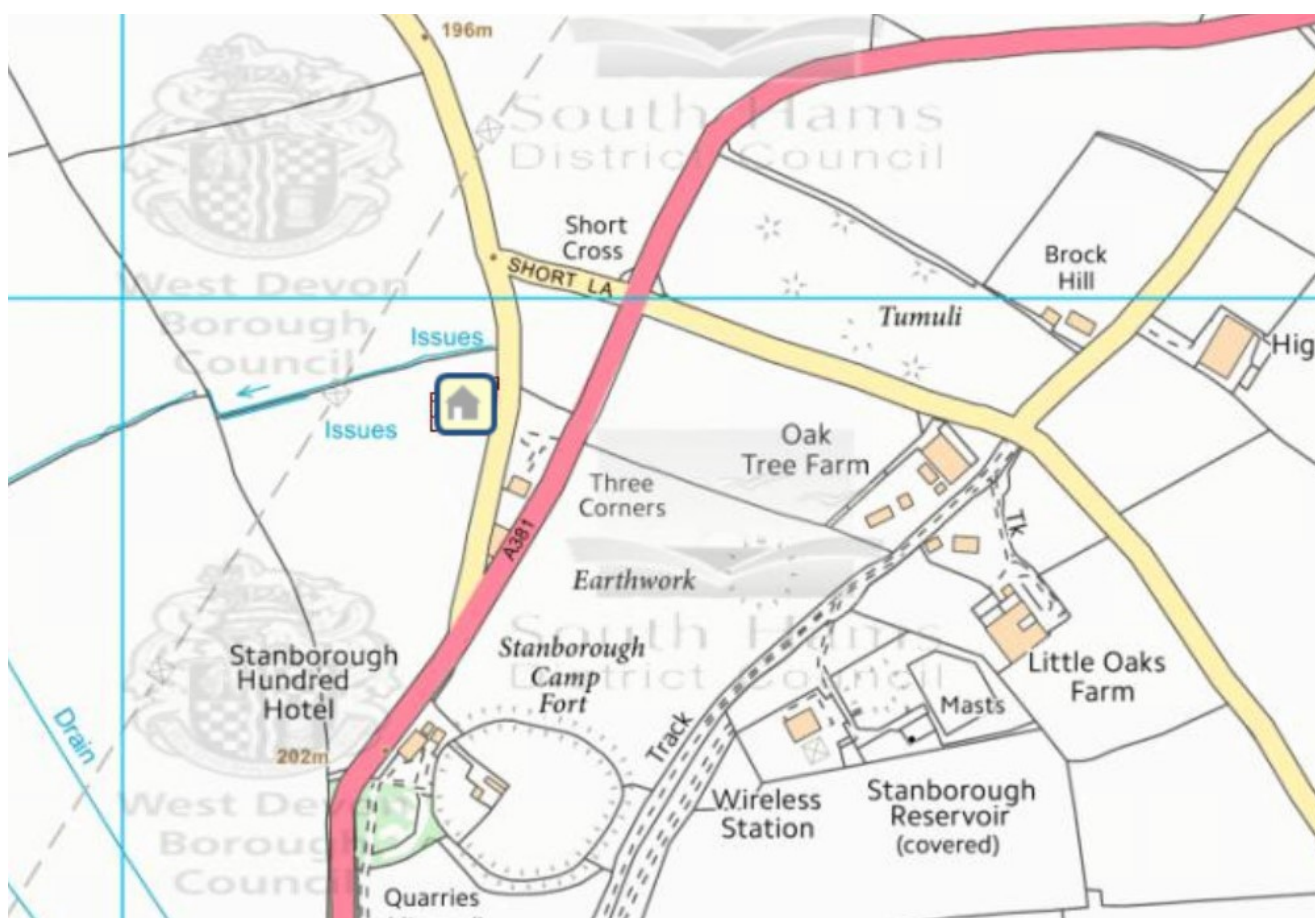 196m
South Hams
District Council
Short
Cross
SHORT LA
Brock
Hill
West Devon
Borough
Council
Tumuli
Issues
Hig
Issues
Oak
Tree Farm
Three
Corners
A381
Tk
Earthwork
South Hams
District Council
Stanborough
Camp
Fort
Stanborough
Hundred
Hotel
Little Oaks
Farm
Masts
Drain
Track
202m
West Devon
Borough
Council
Wireless
Station
Stanborough
Reservoir
(covered)
Quarries